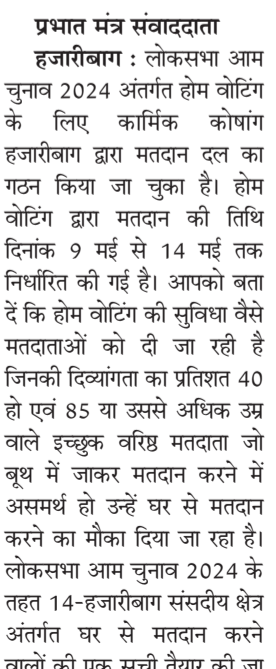 प्रभात मंत्र संवाददाता
हजारीबाग : लोकसभा आम
चुनाव 2024 अंतर्गत होम वोटिंग
के लिए कार्मिक कोषांग
हजारीबाग द्वारा मतदान दल का
गठन किया जा चुका है। होम
वोटिंग द्वारा मतदान की तिथि
दिनांक 9 मई से 14 मई तक
निर्धारित की गई है। आपको बता
दें कि होम वोटिंग की सुविधा वैसे
मतदाताओं को दी जा रही है
जिनकी दिव्यांगता का प्रतिशत 40
हो एवं 85 या उससे अधिक उम्र
वाले इच्छुक वरिष्ठ मतदाता जो
बूथ में जाकर मतदान करने में
असमर्थ हो उन्हें घर से मतदान
करने का मौका दिया जा रहा है।
लोकसभा आम चुनाव 2024 के
तहत 14-हजारीबाग संसदीय क्षेत्र
अंतर्गत घर से मतदान करने
वालों की एक सूची तैयार की जा